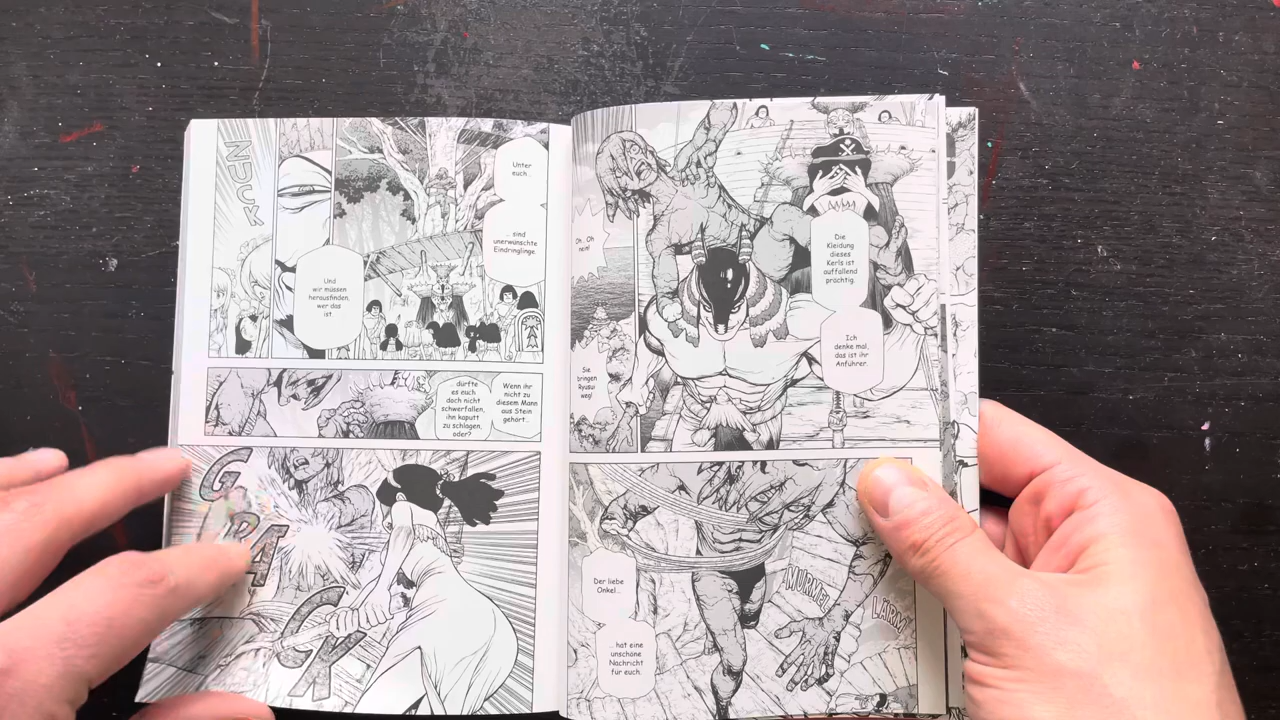 Die
Kleidung
dieses
Kerls ist
auffallend
prächtig.
Ich
denke mal,
das ist ihr
Anführer.
Oh... Oh
nein!
Sie
bringen
Ryusui
weg!
LÄRM
MURMEL
Der liebe
Onkel...
... hat eine
unschöne
Nachricht
für euch.
Unter
euch...
... sind
unerwünschte
Eindringlinge.
Und
wir müssen
herausfinden,
wer das
ist.
ZUCK
Wenn ihr
nicht zu
diesem Mann
aus Stein
gehört...
... dürfte
es euch
doch nicht
schwerfallen,
ihn kaputt
zu schlagen,
oder?
GRACK